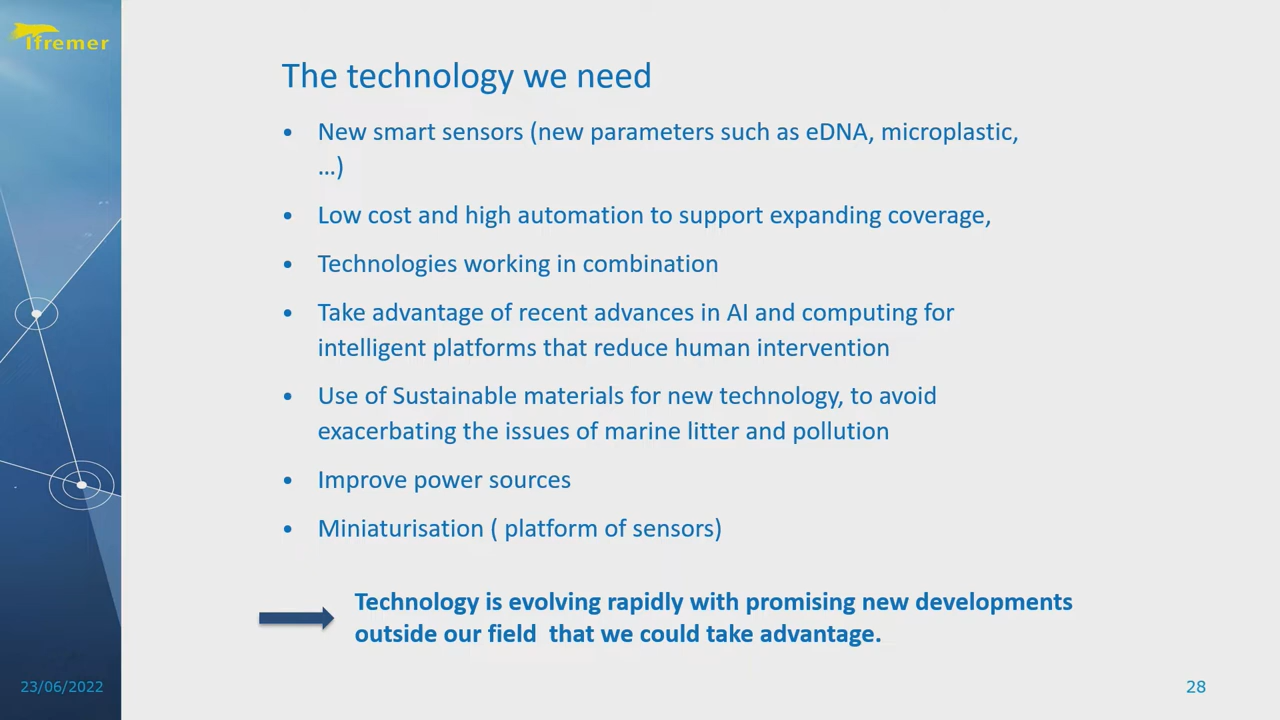 Ifremer
The technology we need
• New smart sensors (new parameters such as eDNA, microplastic,
...)
• Low cost and high automation to support expanding coverage,
• Technologies working in combination
• Take advantage of recent advances in AI and computing for
intelligent platforms that reduce human intervention
• Use of Sustainable materials for new technology, to avoid
exacerbating the issues of marine litter and pollution
• Improve power sources
• Miniaturisation ( platform of sensors)
Technology is evolving rapidly with promising new developments
outside our field  that we could take advantage.
23/06/2022
28